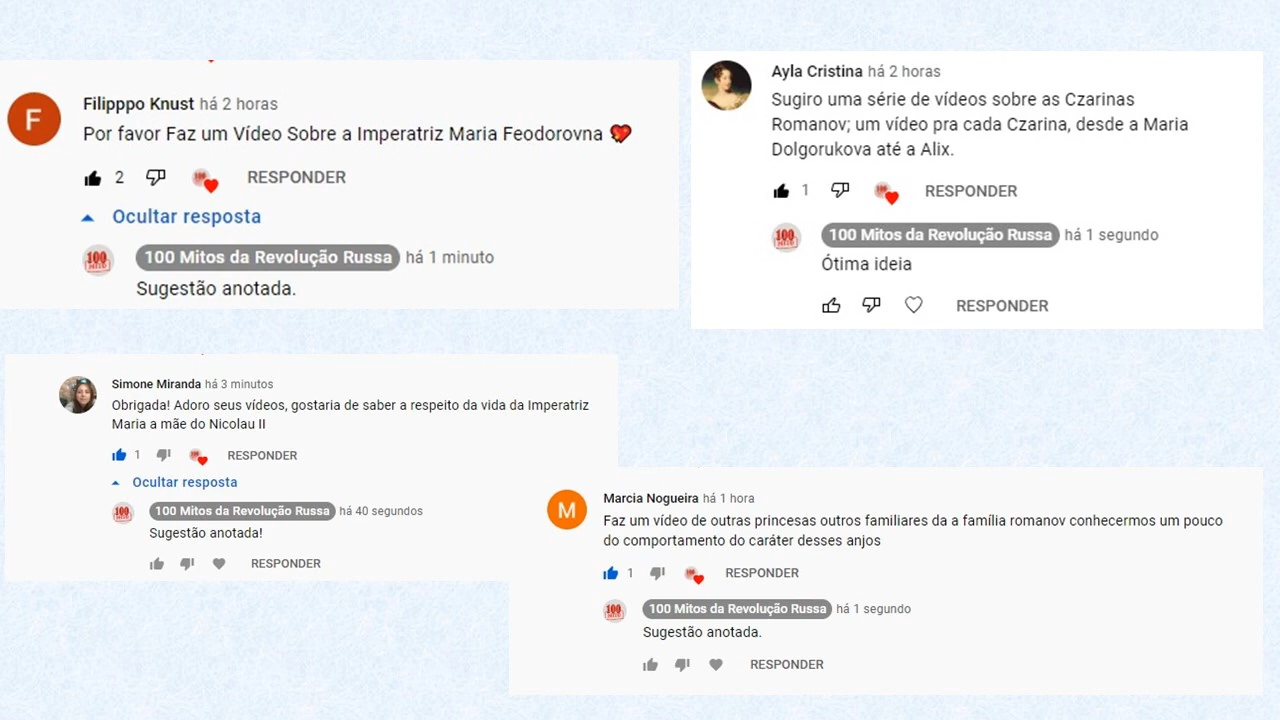 F
Filipppo Knust há 2 horas
Por favor Faz um Vídeo Sobre a Imperatriz Maria Feodorovna 💘
2 RESPONDER
Ocultar resposta
100 Mitos da Revolução Russa há 1 minuto
Sugestão anotada.
Ayla Cristina há 2 horas
Sugiro uma série de vídeos sobre as Czarinas
Romanov; um vídeo pra cada Czarina, desde a Maria
Dolgorukova até a Alix.
1 RESPONDER
100 Mitos da Revolução Russa há 1 segundo
Ótima ideia
RESPONDER
Simone Miranda há 3 minutos
Obrigada! Adoro seus vídeos, gostaria de saber a respeito da vida da Imperatriz
Maria a mãe do Nicolau II
1 RESPONDER
Ocultar resposta
100 Mitos da Revolução Russa há 40 segundos
Sugestão anotada!
RESPONDER
M
Marcia Nogueira há 1 hora
Faz um vídeo de outras princesas outros familiares da a família romanov conhecermos um pouco
do comportamento do caráter desses anjos
1 RESPONDER
100 Mitos da Revolução Russa há 1 segundo
Sugestão anotada.
RESPONDER